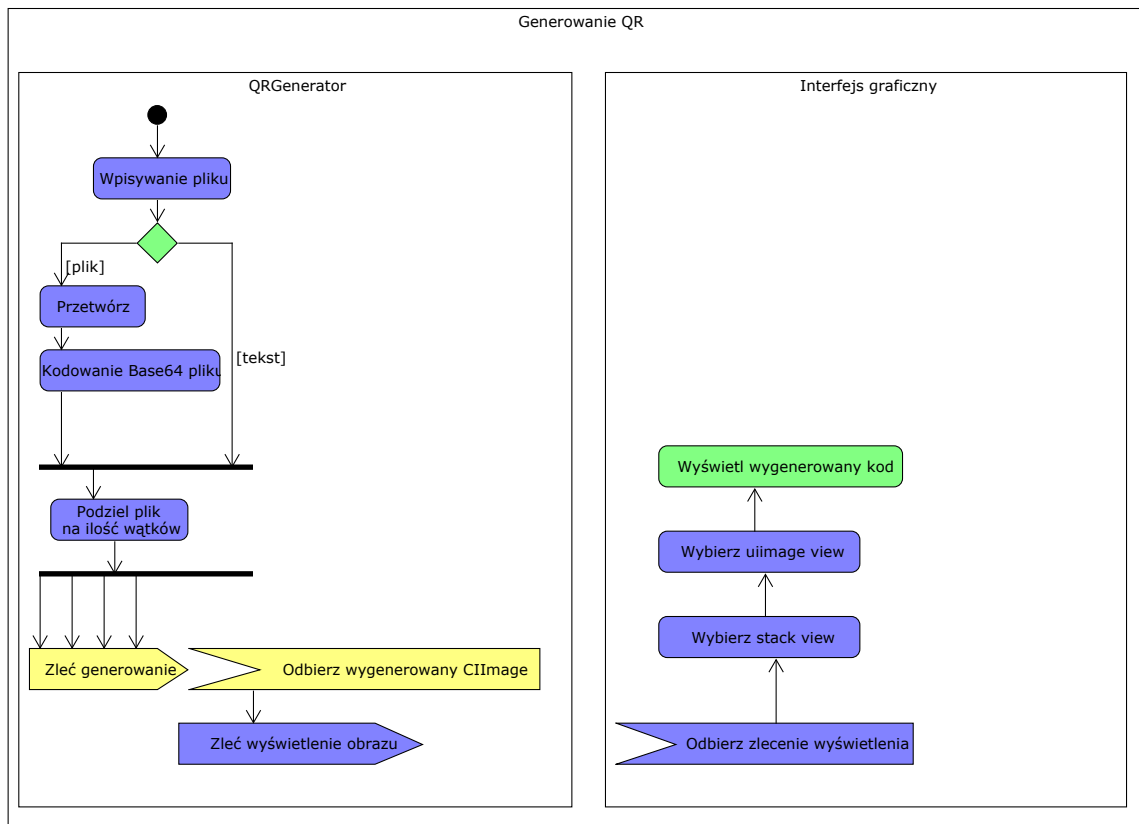 Generowanie QR
QRGenerator
Wpisywanie pliku
[plik]
Przetwórz
[tekst]
Kodowanie Base64 pliku
Podziel plik
na ilość wątków
Zleć generowanie
Odbierz wygenerowany CIImage
Zleć wyświetlenie obrazu
Interfejs graficzny
Wyświetl wygenerowany kod
Wybierz uiimage view
Wybierz stack view
Odbierz zlecenie wyświetlenia